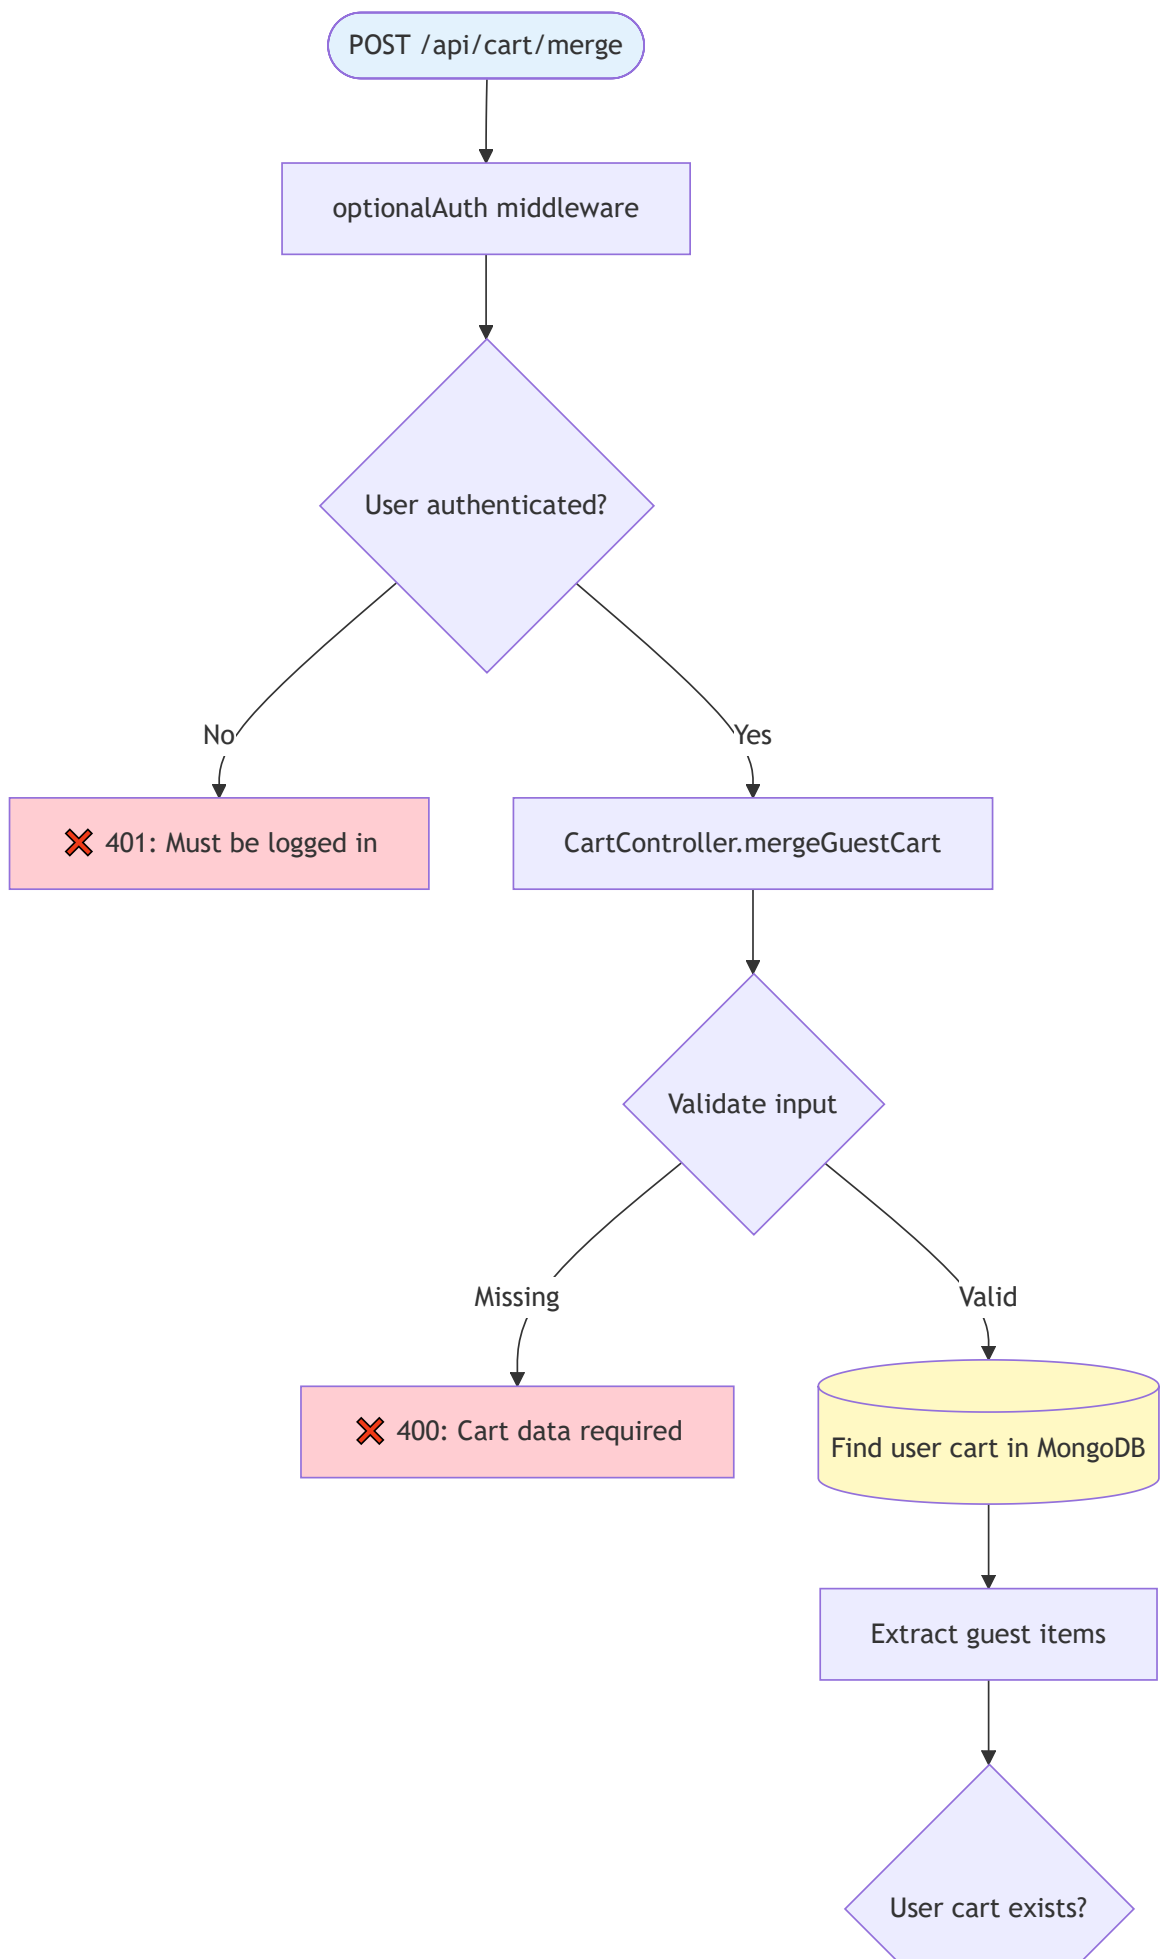 POST /api/cart/merge
optionalAuth middleware
User authenticated?
No
Yes
❌ 401: Must be logged in
CartController.mergeGuestCart
Validate input
Missing
Valid
❌ 400: Cart data required
Find user cart in MongoDB
Extract guest items
User cart exists?